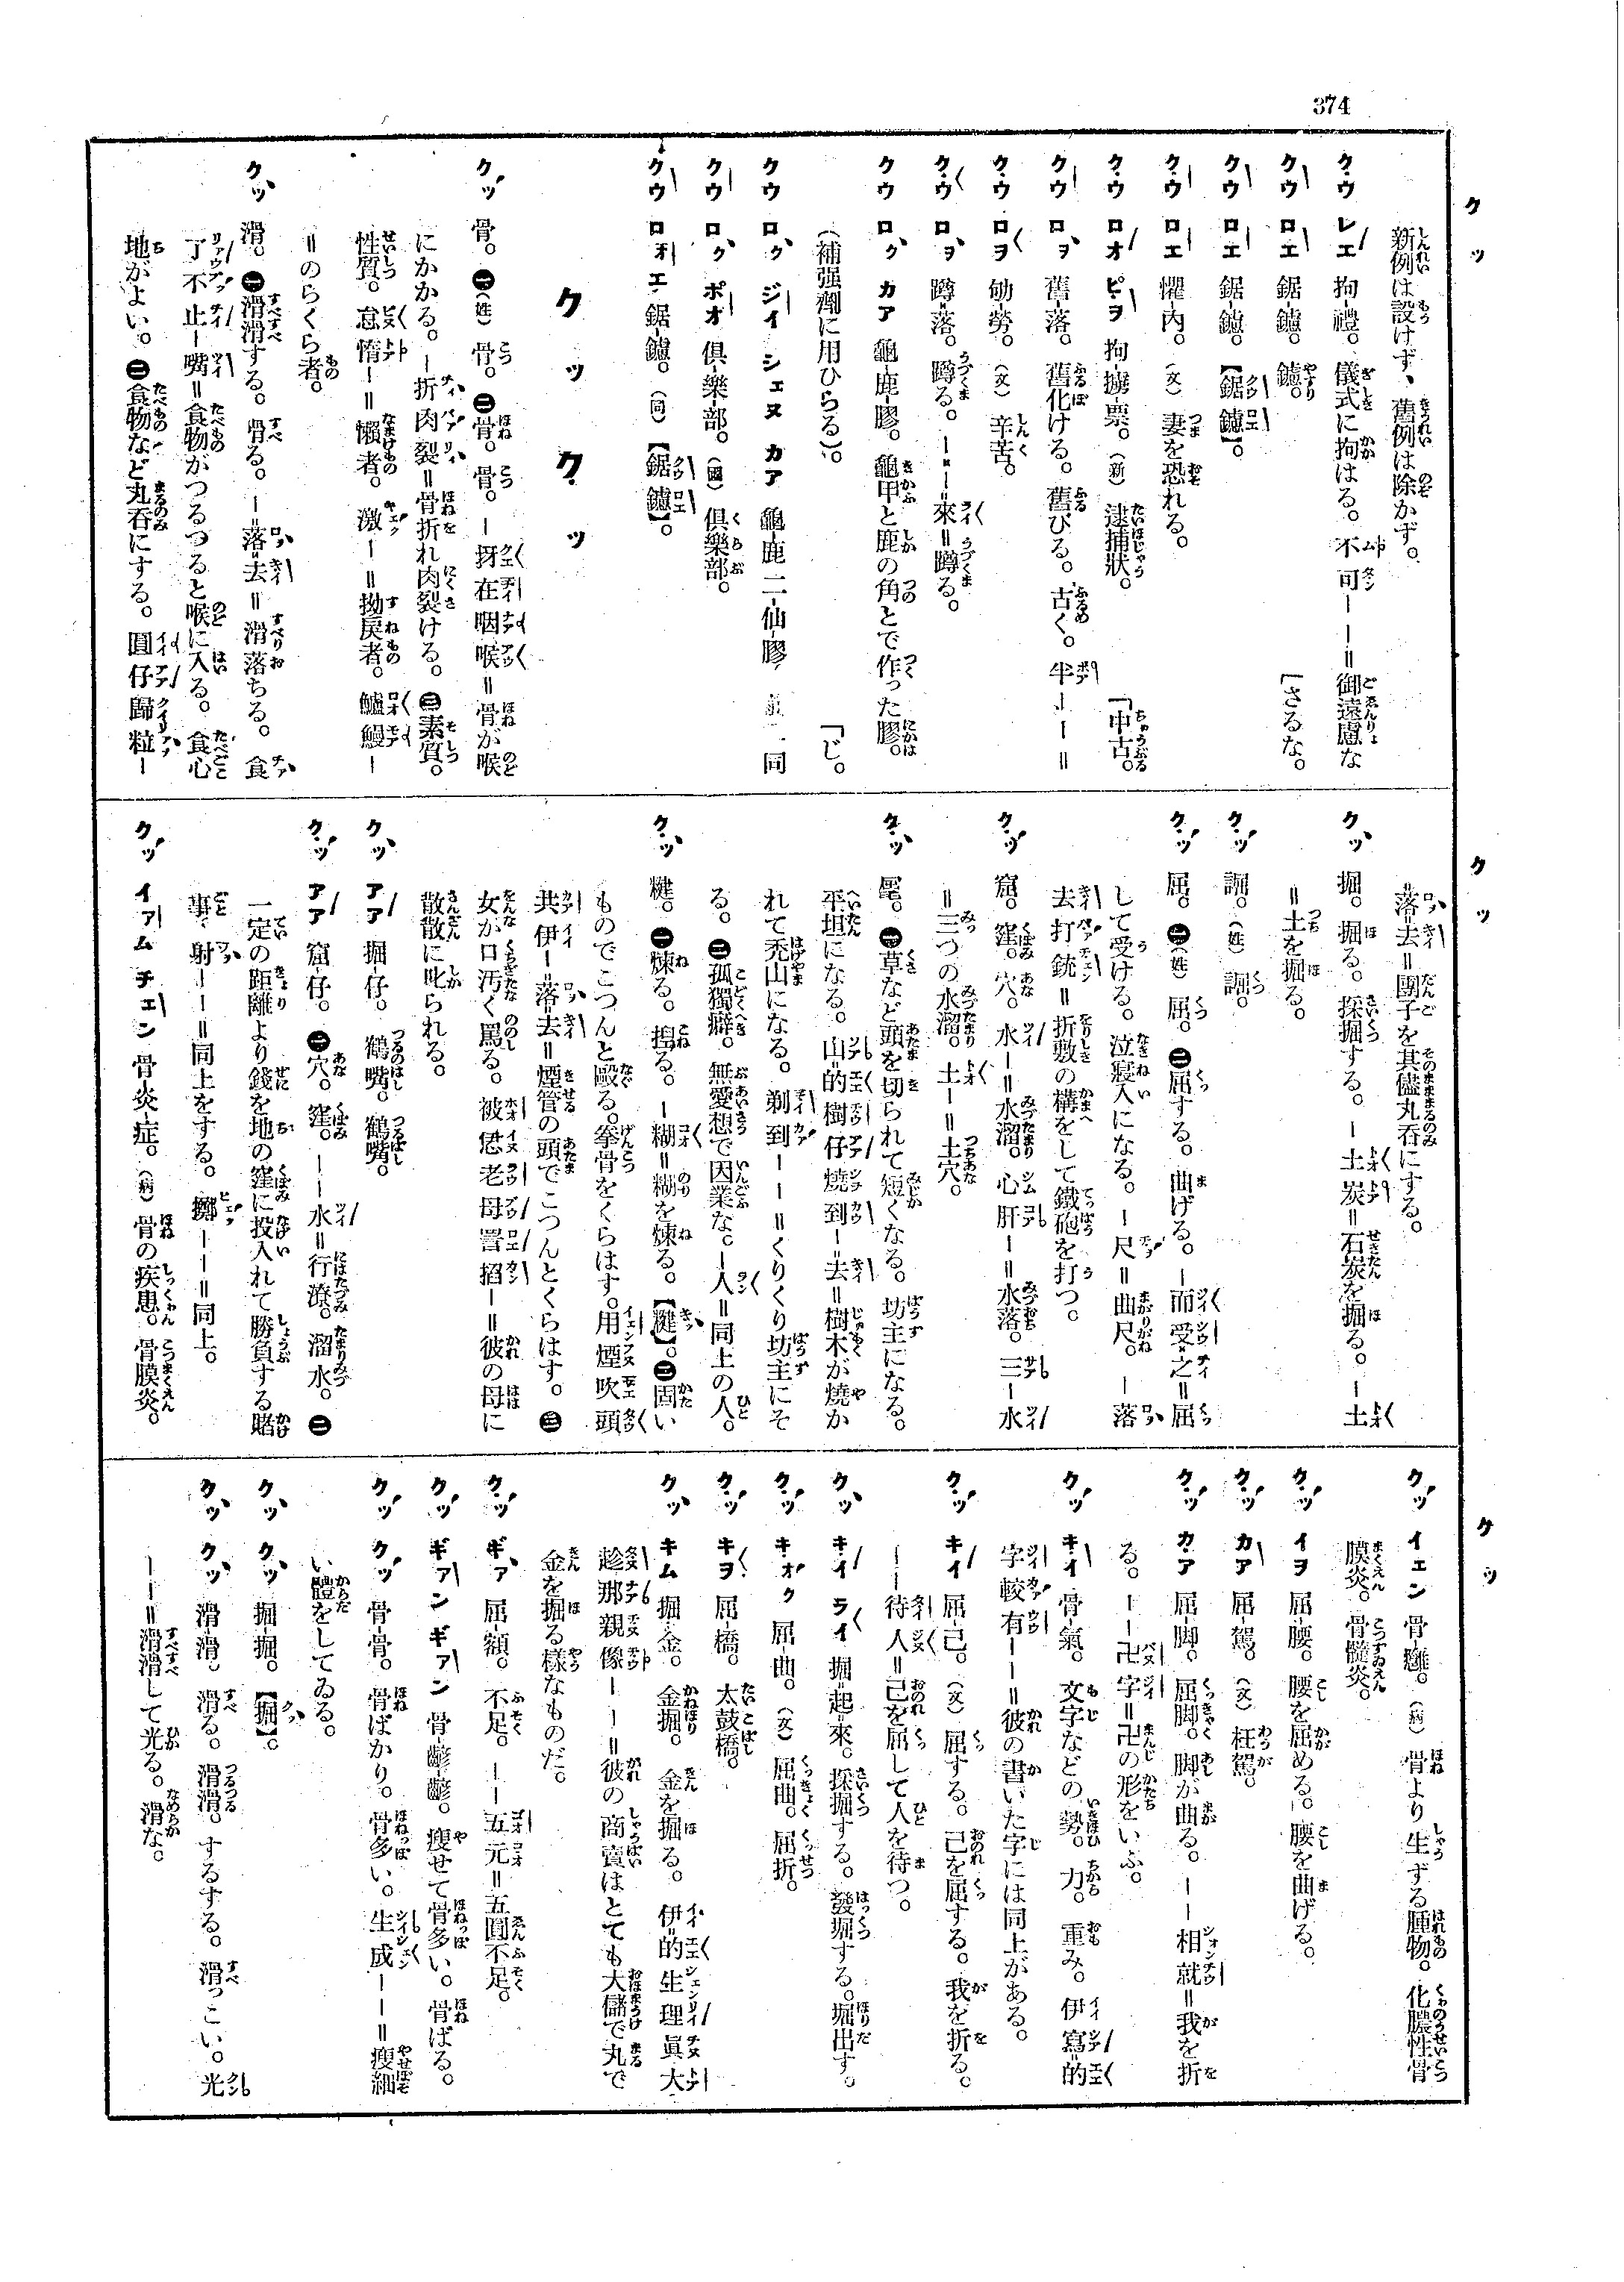 374
クッ
新例は設けず、舊例は除かず。
クウ レエ 拘-禮。儀式に拘はる。不可ーー=御遠慮な
クウ ロエ 鋸-鑢。鑢。 「さるな。
クウ ロエ 鋸-鑢。【鋸鑢】。
クウ ロエ 懼-內。(文)妻を恐れる。
クウ ロオ ピヲ 拘-擄-票。(新)逮捕狀。
クウ ロヲ 舊-落。舊化ける。舊びる。古く。半ーー= 「中古。
クウ ロヲ 劬-勞。(文)辛苦。
クウ ロヲ 蹲-落。蹲る。ーー來=蹲る。
クウ ロク カア 龜-鹿-膠。龜甲と鹿の角とで作った膠。
(補强劑に用ひらる)。 「じ。
クウ ロク ジイ シェヌ カア 龜-鹿-二-仙-膠 同
クウ ロク ポオ 俱-樂-部。(國)俱樂部。
クウ ロオ エ 鋸-鑢。(同)【鋸鑢】。
クッ クッ
クッ 骨。㊀(姓)骨。㊁骨。骨。ー挵在咽喉=骨が喉
にかかる。ー折肉裂=骨折れ肉裂ける。㊂素質。
性質。怠惰ー=懶者。激ー=拗戾者。鱸鰻ー
=のらくら者。
クッ 滑。㊀滑滑する。滑る。ー落去=滑落ちる。食
了不止ー嘴=食物がつるつると喉に入る。食心
地がよい。㊁食物など丸呑にする。圓仔歸粒ー
クッ
落去=團子を其儘丸呑にする。
クッ 掘。掘る。採掘する。ー土炭=石炭を掘る。ー土
=土を掘る。
クッ 詘。(姓)詘。
クッ 屈。㊀(姓)屈。㊁屈する。曲げる。ー而受之=屈
して受ける。泣寢入になる。ー尺=曲尺。ー落
去打銃=折敷の構をして鐵砲を打つ。
クッ 窟。窪。穴。水ー=水溜。心肝ー=水落。三ー水
=三つの水溜。土ー=土穴。
クッ 㞘。㊀草など頭を切られて短くなる。坊主になる。
平坦になる。山的樹仔燒到ー去=樹木が燒か
れて禿山になる。剃到ーー=くりくり坊主にそ
る。㊁孤獨癖。無愛想で因業な。ー人=同上の人。
クッ ㊀煉る。搗る。ー糊=糊を煉る。㊁固い
ものでこつんと毆る。拳骨をくらはす。用煙吹頭
共伊ー落去=煙管の頭でこつんとくらはす。㊂
女が口汚く罵る。被恁老母詈招ー=彼の母に
散散に叱られる。
クッ アア 掘-仔。鶴嘴。鶴嘴。
クッ アア 窟-仔。㊀穴。窪。ーー水=行潦。溜水。㊁
一定の距離より錢を地の窪に投入れて勝負する賭
事。射ーー=同上をする。擲ーー=同上。
クッ イアム チェン 骨-炎-症。(病)骨の疾患。骨膜炎。
クッ
クッ イェン 骨-癰。(病)骨より生ずる腫物。化膿性骨
膜炎。骨髓炎。
クッ イヲ 屈-腰。腰を屈める。腰を曲げる。
クッ カア 屈-駕。(文)枉駕。
クッ カア 屈-脚。屈脚。脚が曲る。ーー相就=我を折
る。ーー卍字=卍の形をいふ。
クッ キイ 骨-氣。文字などの勢。力。重み。伊寫的
字較有ーー=彼の書いた字には同上がある。
クッ キイ 屈-己。(文)屈する。己を屈する。我を折る。
ーー待人=己を屈して人を待つ。
クッ キイ ライ 掘-起-來。採掘する。發掘する。掘出す。
クッ キオク 屈-曲。(文)屈曲。屈折。
クッ キヲ 屈-橋。太鼓橋。
クッ キム 掘-金。金掘。金を掘る。伊的生理眞大
趁那親像ーー=彼の商賣はとても大儲で丸で
金を掘る樣なものだ。
クッ ギア 屈-額。不足。ーー五元=五圓不足。
クッ ギアン ギアン 骨-齴-齴。瘦せて骨多い。骨ばる。
クッ クッ 骨-骨。骨ばかり。骨多い。生成ーー=瘦細
い體をしてゐる。
クッ クッ 掘-掘。【掘】。
クッ クッ 滑-滑。滑る。滑滑。するする。滑っこい。光
ーー=滑滑して光る。滑な。